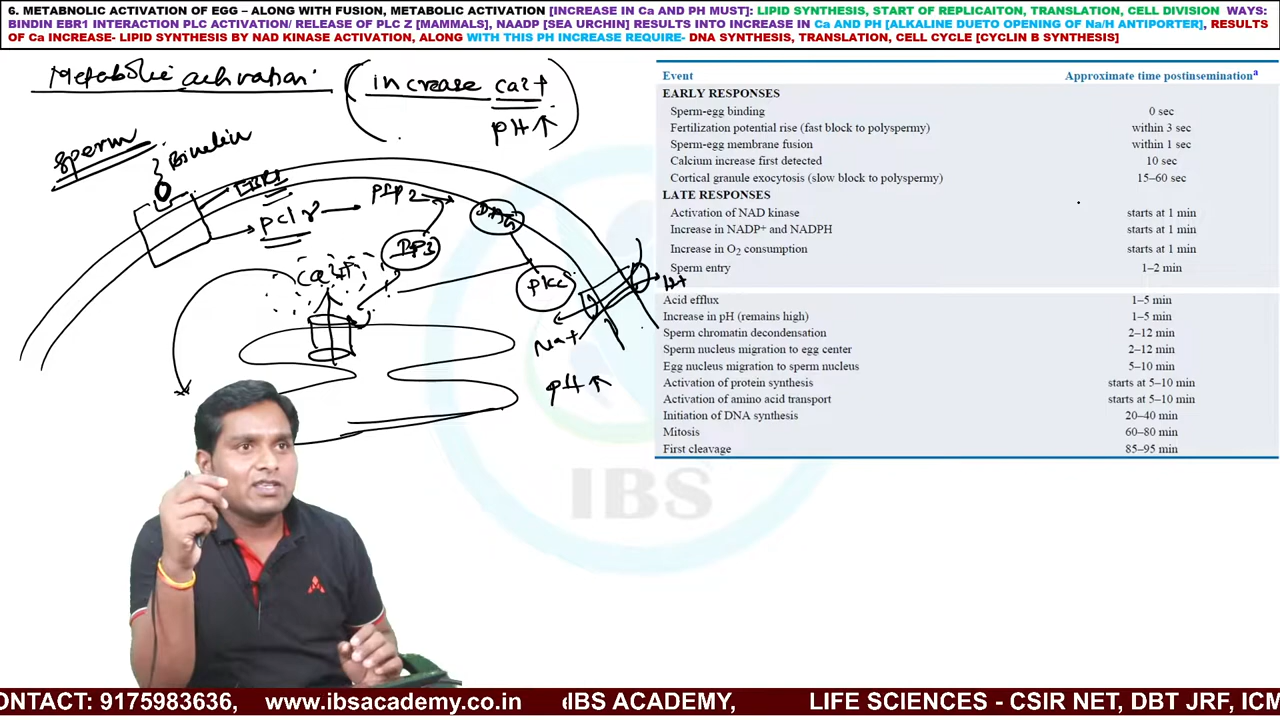 6. METABNOLIC ACTIVATION OF EGG – ALONG WITH FUSION, METABOLIC ACTIVATION [INCREASE IN Ca AND PH MUST]: LIPID SYNTHESIS, START OF REPLICAITON, TRANSLATION, CELL DIVISION WAYS:
BINDIN EBR1 INTERACTION PLC ACTIVATION/ RELEASE OF PLC Z [MAMMALS], NAADP [SEA URCHIN] RESULTS INTO INCREASE IN Ca AND PH [ALKALINE DUETO OPENING OF Na/H ANTIPORTER], RESULTS
OF Ca INCREASE- LIPID SYNTHESIS BY NAD KINASE ACTIVATION, ALONG WITH THIS PH INCREASE REQUIRE- DNA SYNTHESIS, TRANSLATION, CELL CYCLE [CYCLIN B SYNTHESIS]
Metabolic activation
increase Ca2+
pH ↑
Sperm
Bindin
EBR1
PLC γ
PIP2
DAG
IP3
Ca2+
PKC
H+
Na+
pH ↑
Event Approximate time postinsemination a
EARLY RESPONSES
Sperm-egg binding 0 sec
Fertilization potential rise (fast block to polyspermy) within 3 sec
Sperm-egg membrane fusion within 1 sec
Calcium increase first detected 10 sec
Cortical granule exocytosis (slow block to polyspermy) 15–60 sec
LATE RESPONSES
Activation of NAD kinase starts at 1 min
Increase in NADP+ and NADPH starts at 1 min
Increase in O2 consumption starts at 1 min
Sperm entry 1–2 min
Acid efflux 1–5 min
Increase in pH (remains high) 1–5 min
Sperm chromatin decondensation 2–12 min
Sperm nucleus migration to egg center 2–12 min
Egg nucleus migration to sperm nucleus 5–10 min
Activation of protein synthesis starts at 5–10 min
Activation of amino acid transport starts at 5–10 min
Initiation of DNA synthesis 20–40 min
Mitosis 60–80 min
First cleavage 85–95 min
IBS
ONTACT: 9175983636, www.ibsacademy.co.in IBS ACADEMY, LIFE SCIENCES - CSIR NET, DBT JRF, ICM